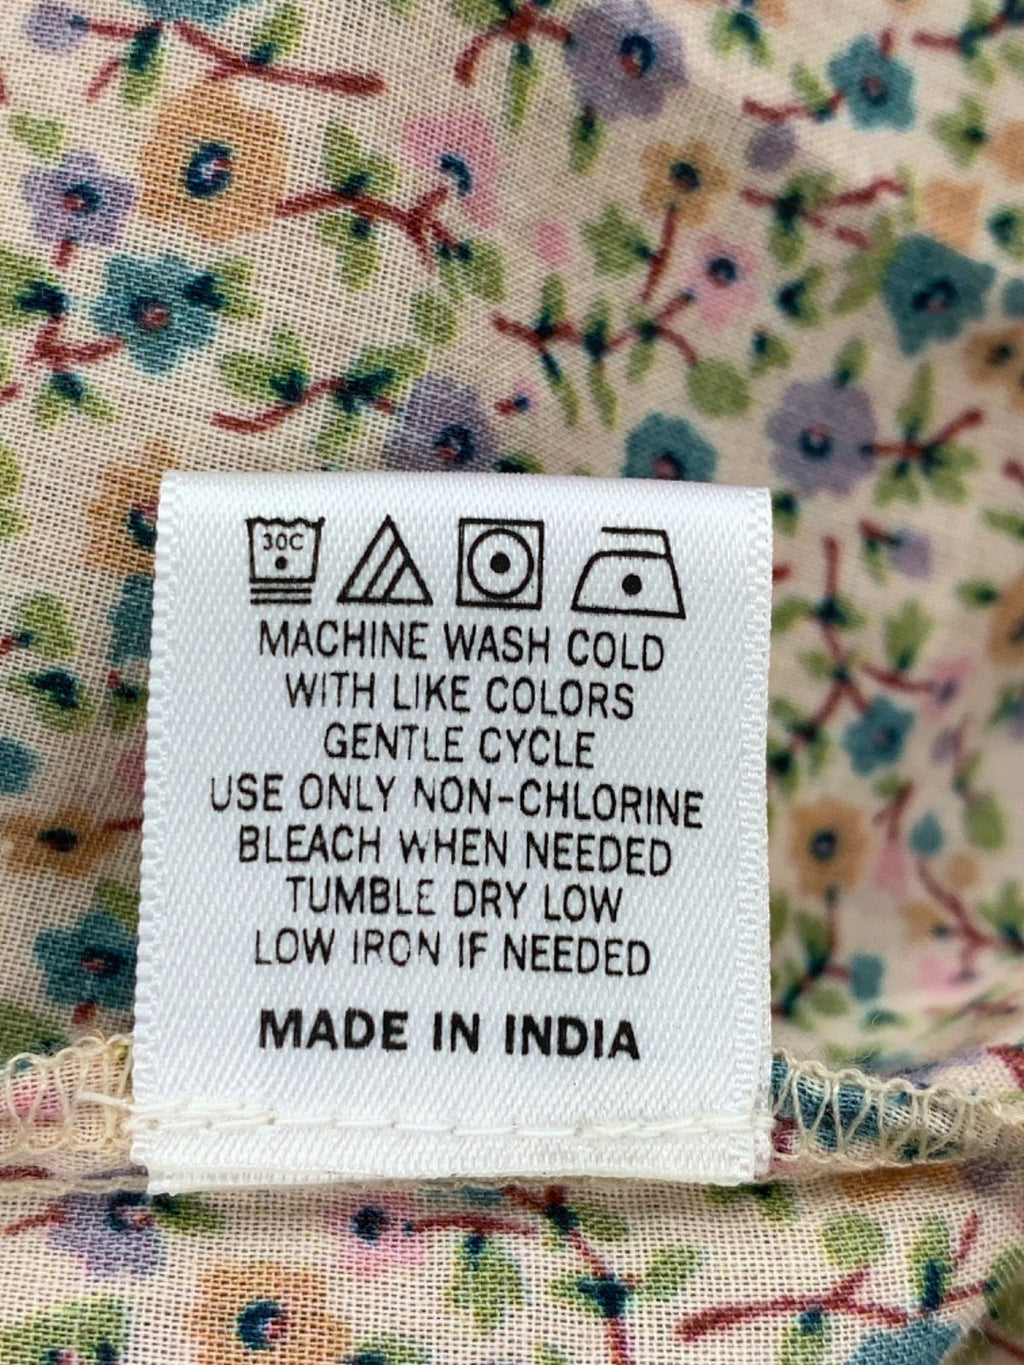 30C
MACHINE WASH COLD
WITH LIKE COLORS
GENTLE CYCLE
USE ONLY NON-CHLORINE
BLEACH WHEN NEEDED
TUMBLE DRY LOW
LOW IRON IF NEEDED
MADE IN INDIA